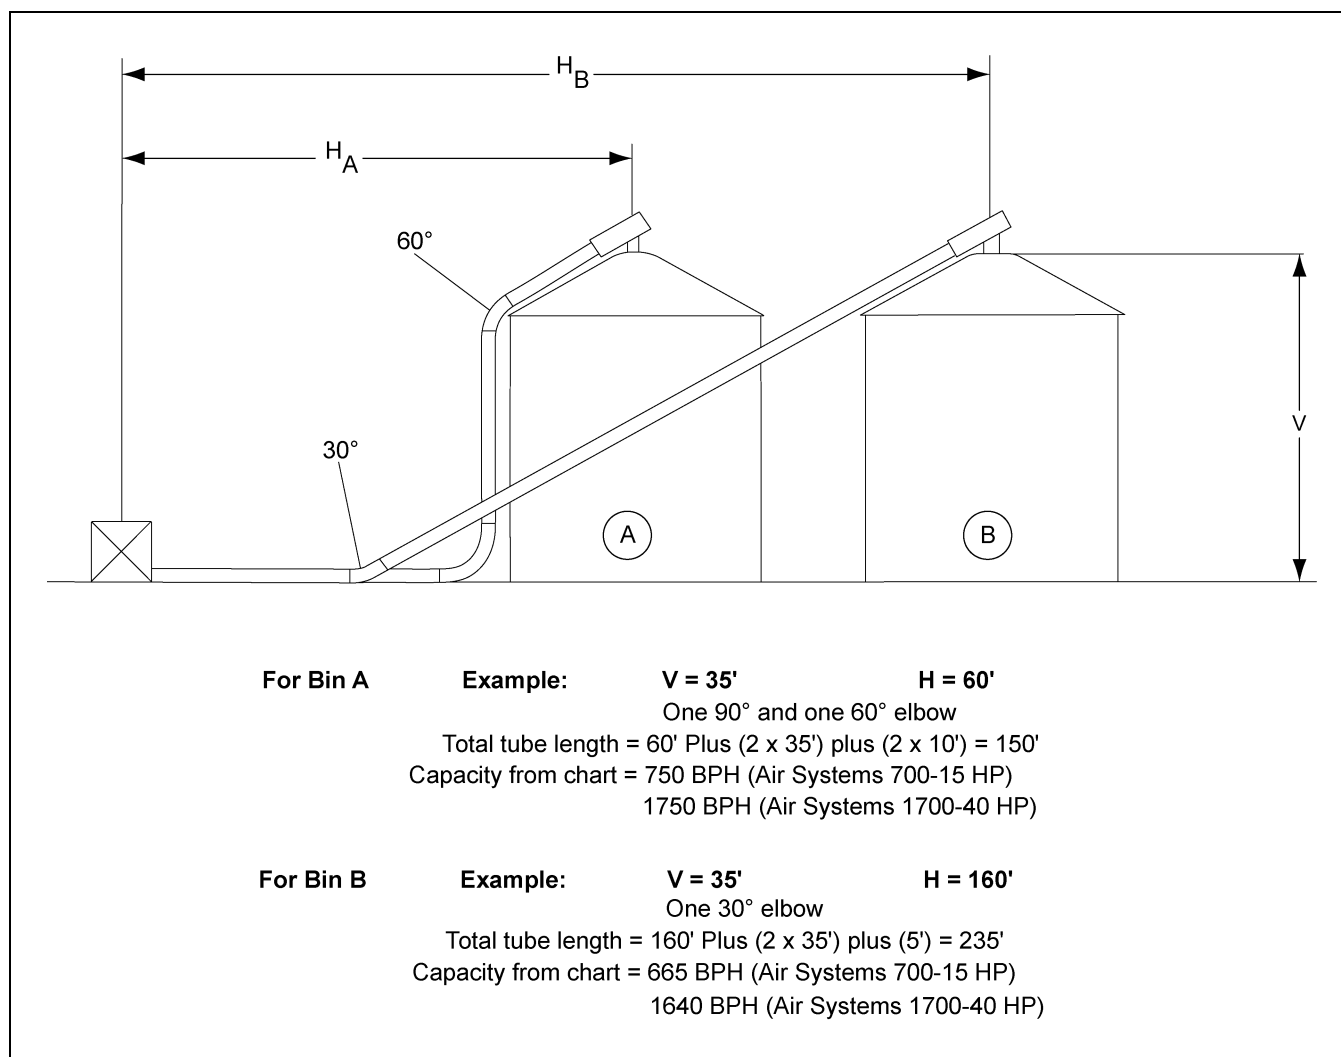 HB
HA
60°
30°
V
A
B
For Bin A Example: V = 35' H = 60'
One 90° and one 60° elbow
Total tube length = 60' Plus (2 x 35') plus (2 x 10') = 150'
Capacity from chart = 750 BPH (Air Systems 700-15 HP)
1750 BPH (Air Systems 1700-40 HP)
For Bin B Example: V = 35' H = 160'
One 30° elbow
Total tube length = 160' Plus (2 x 35') plus (5') = 235'
Capacity from chart = 665 BPH (Air Systems 700-15 HP)
1640 BPH (Air Systems 1700-40 HP)